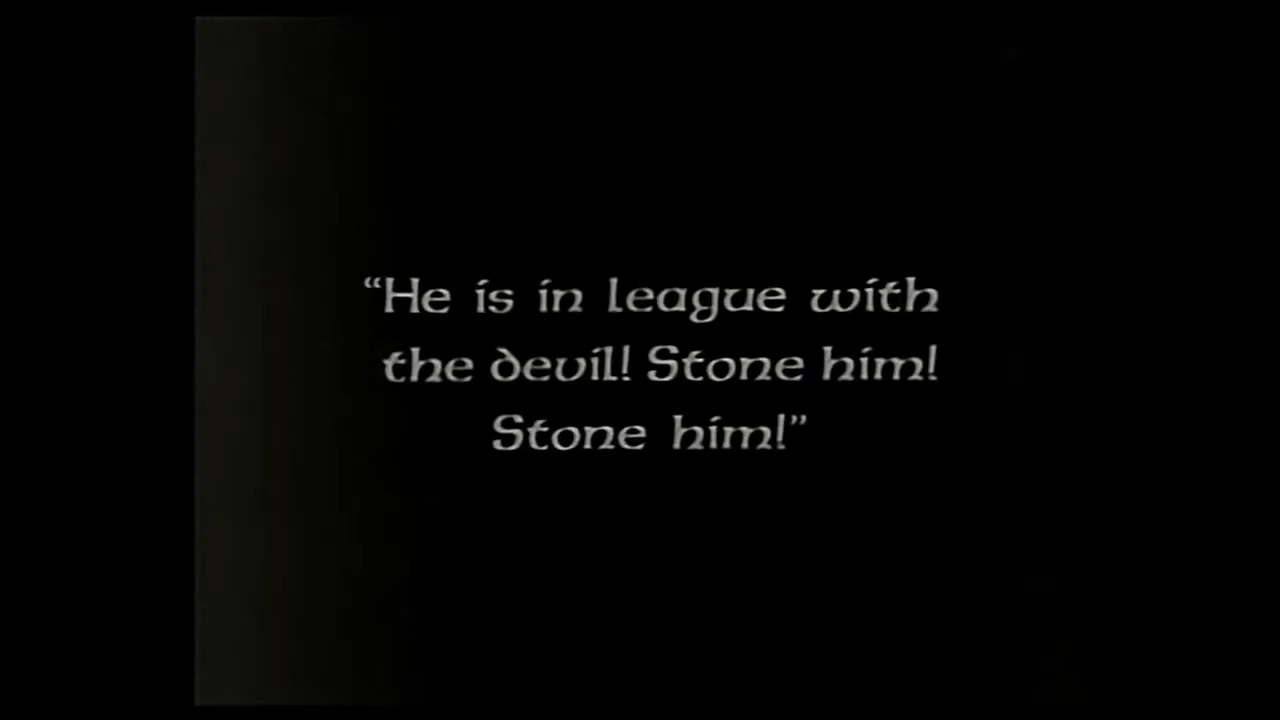 “He is in league with
the devil! Stone him!
Stone him!”